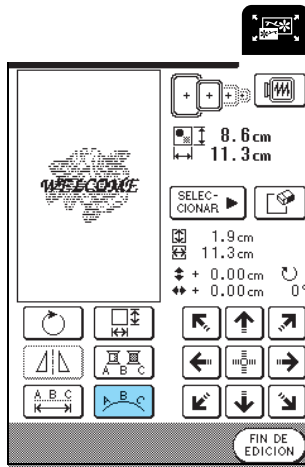 WELCOME
8.6cm
11.3cm
SELEC-
CIONAR
1.9cm
11.3cm
+ 0.00cm
+ 0.00cm 0°
A B C
A B C
A B C
FIN DE
EDICION